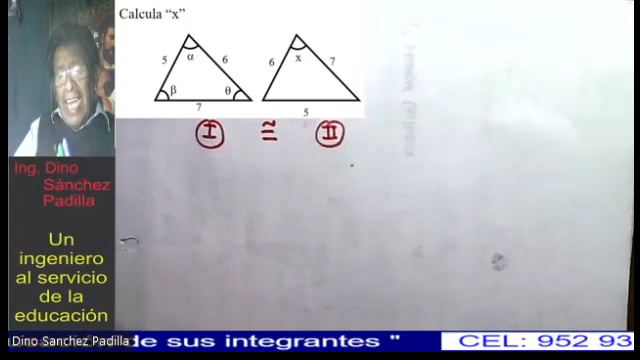 Calcula "x"
5
α
6
β
θ
7
6
x
7
5
I ≅ II
Ing. Dino
Sánchez
Padilla
Un
ingeniero
al servicio
de la
educación
Dino Sanchez Padilla
de sus integrantes "
CEL: 952 93